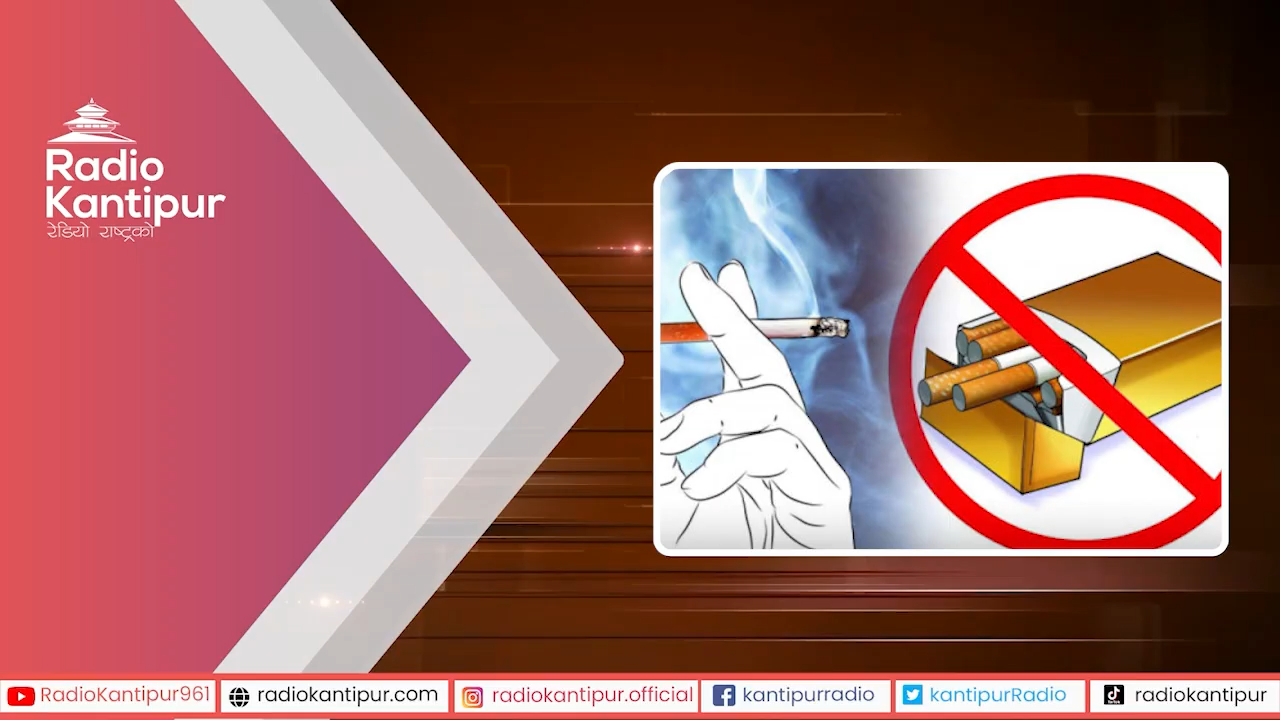 Radio
Kantipur
रेडियो राष्ट्रको
RadioKantipur961
radiokantipur.com
radiokantipur.official
kantipurradio
kantipurRadio
radiokantipur